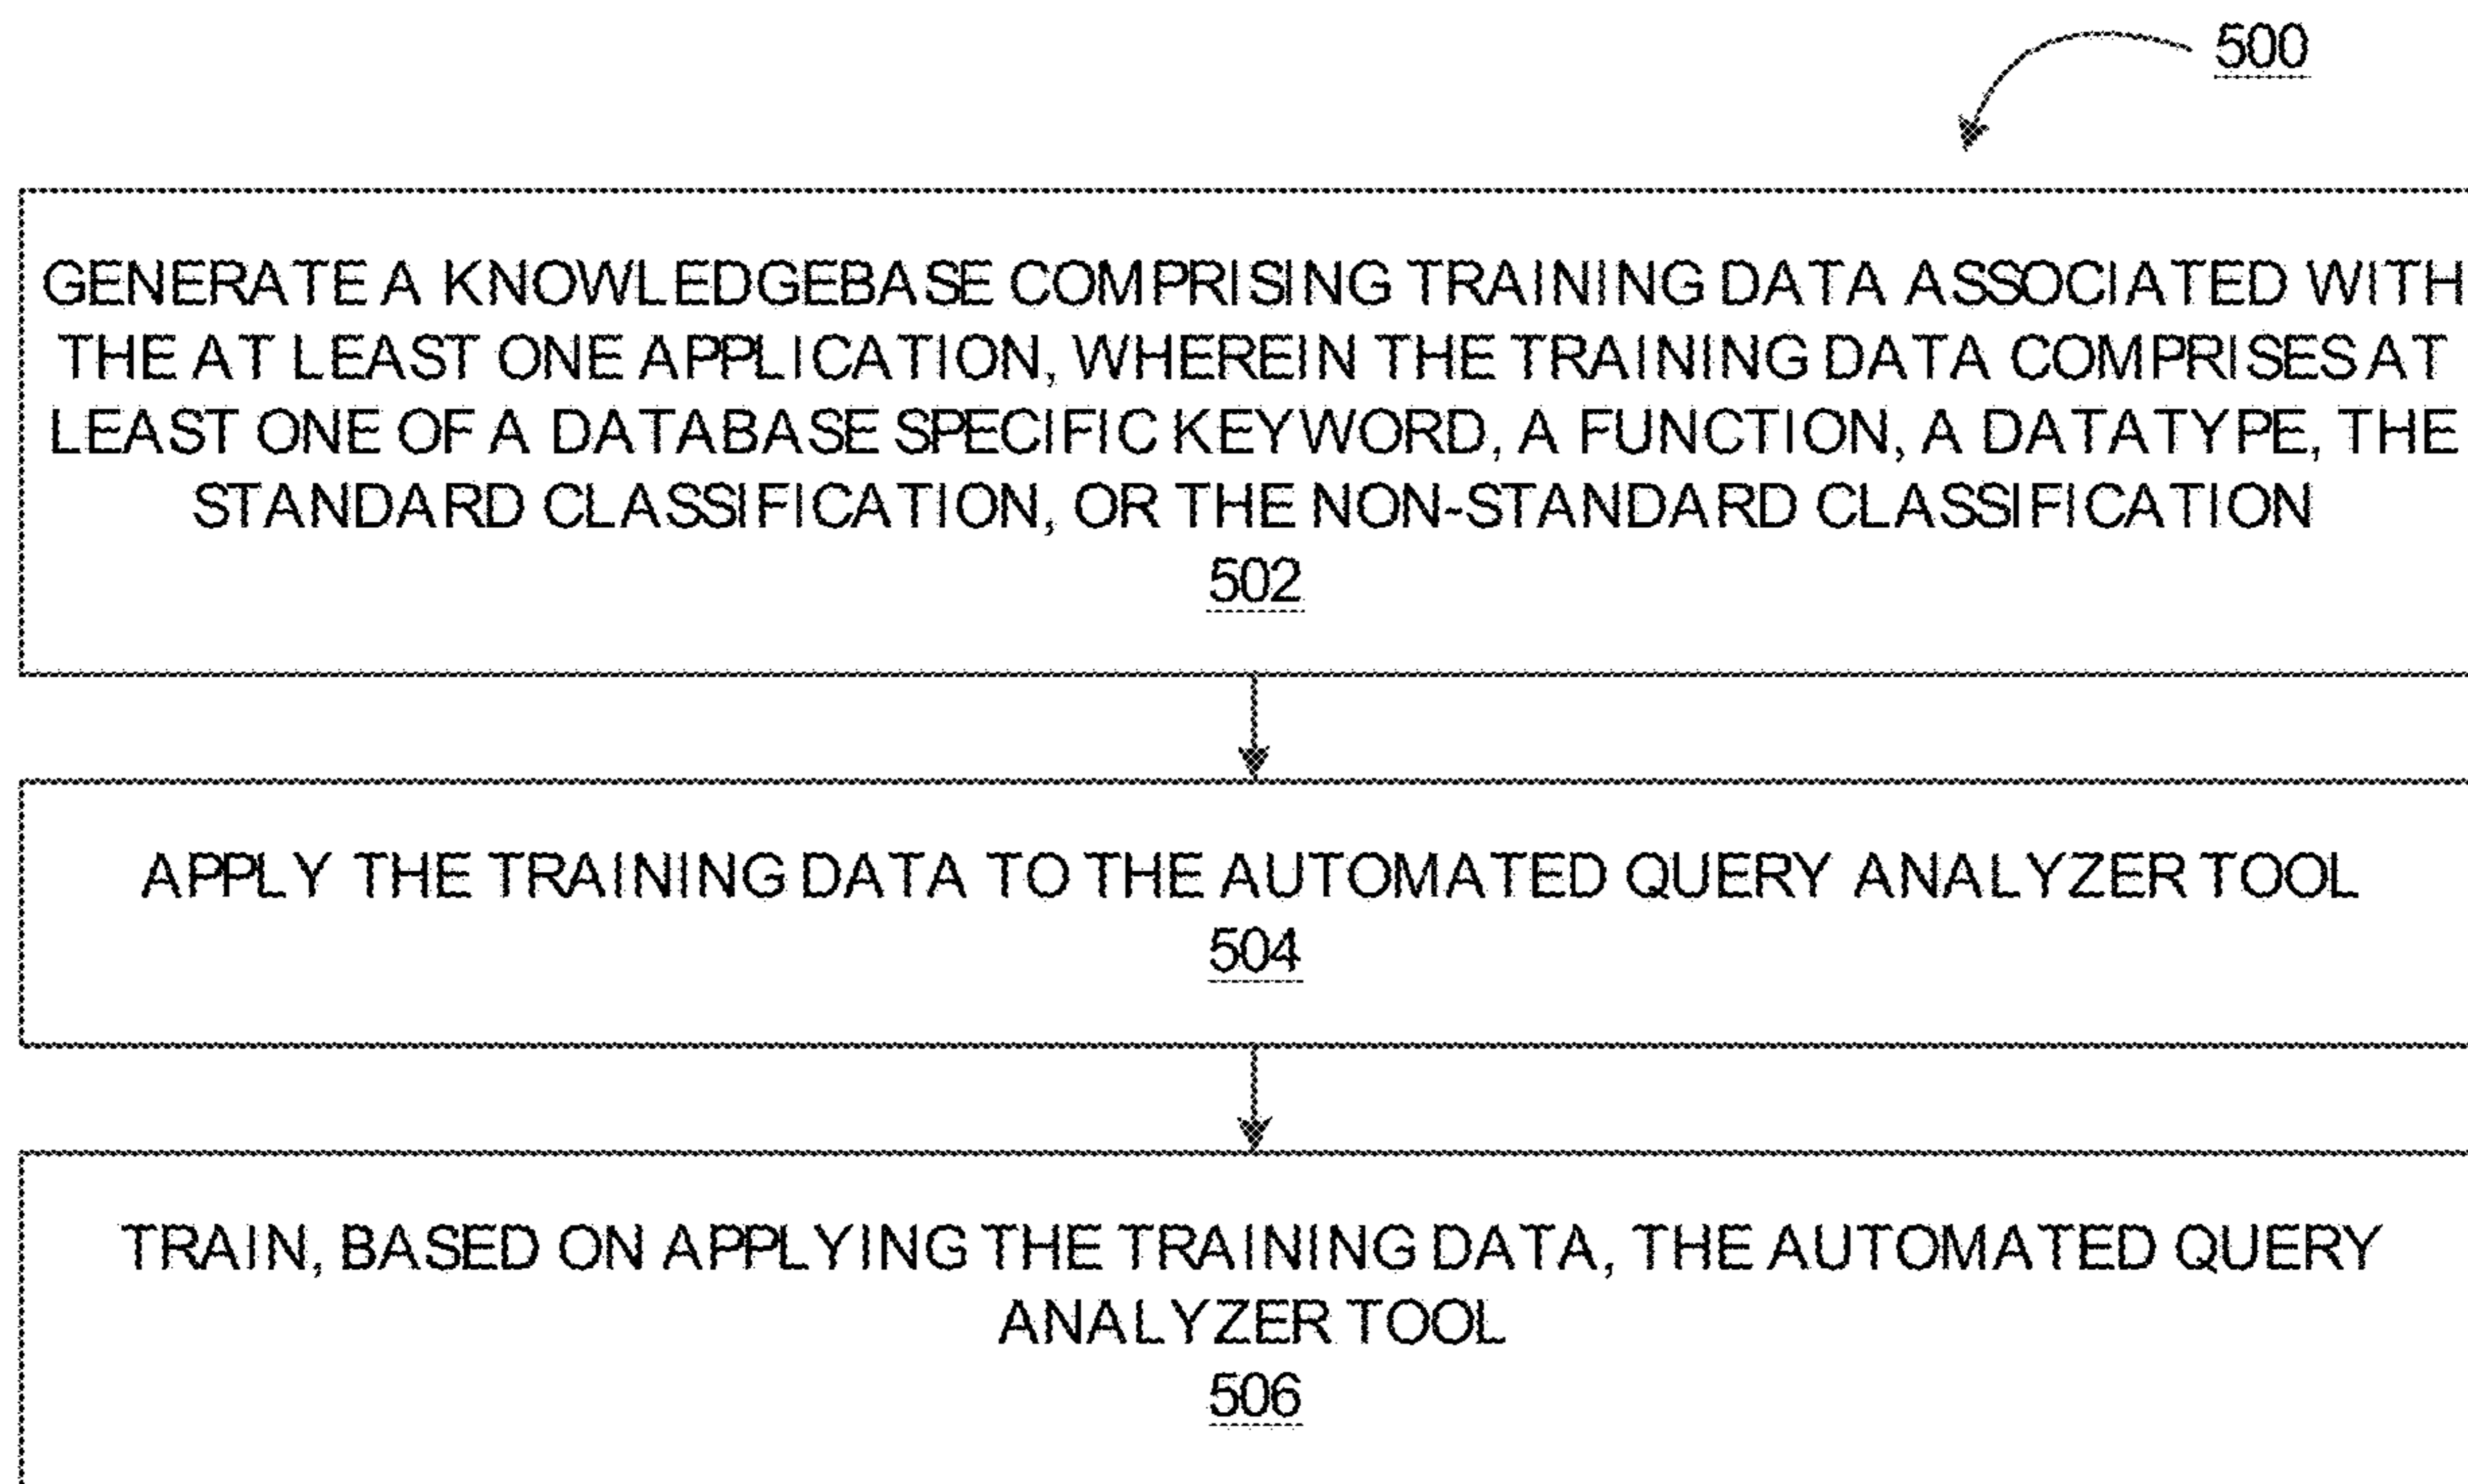 500
GENERATE A KNOWLEDGEBASE COMPRISING TRAINING DATA ASSOCIATED WITH
THE AT LEAST ONE APPLICATION, WHEREIN THE TRAINING DATA COMPRISES AT
LEAST ONE OF A DATABASE SPECIFIC KEYWORD, A FUNCTION, A DATATYPE, THE
STANDARD CLASSIFICATION, OR THE NON-STANDARD CLASSIFICATION
502
APPLY THE TRAINING DATA TO THE AUTOMATED QUERY ANALYZER TOOL
504
TRAIN, BASED ON APPLYING THE TRAINING DATA, THE AUTOMATED QUERY
ANALYZER TOOL
506